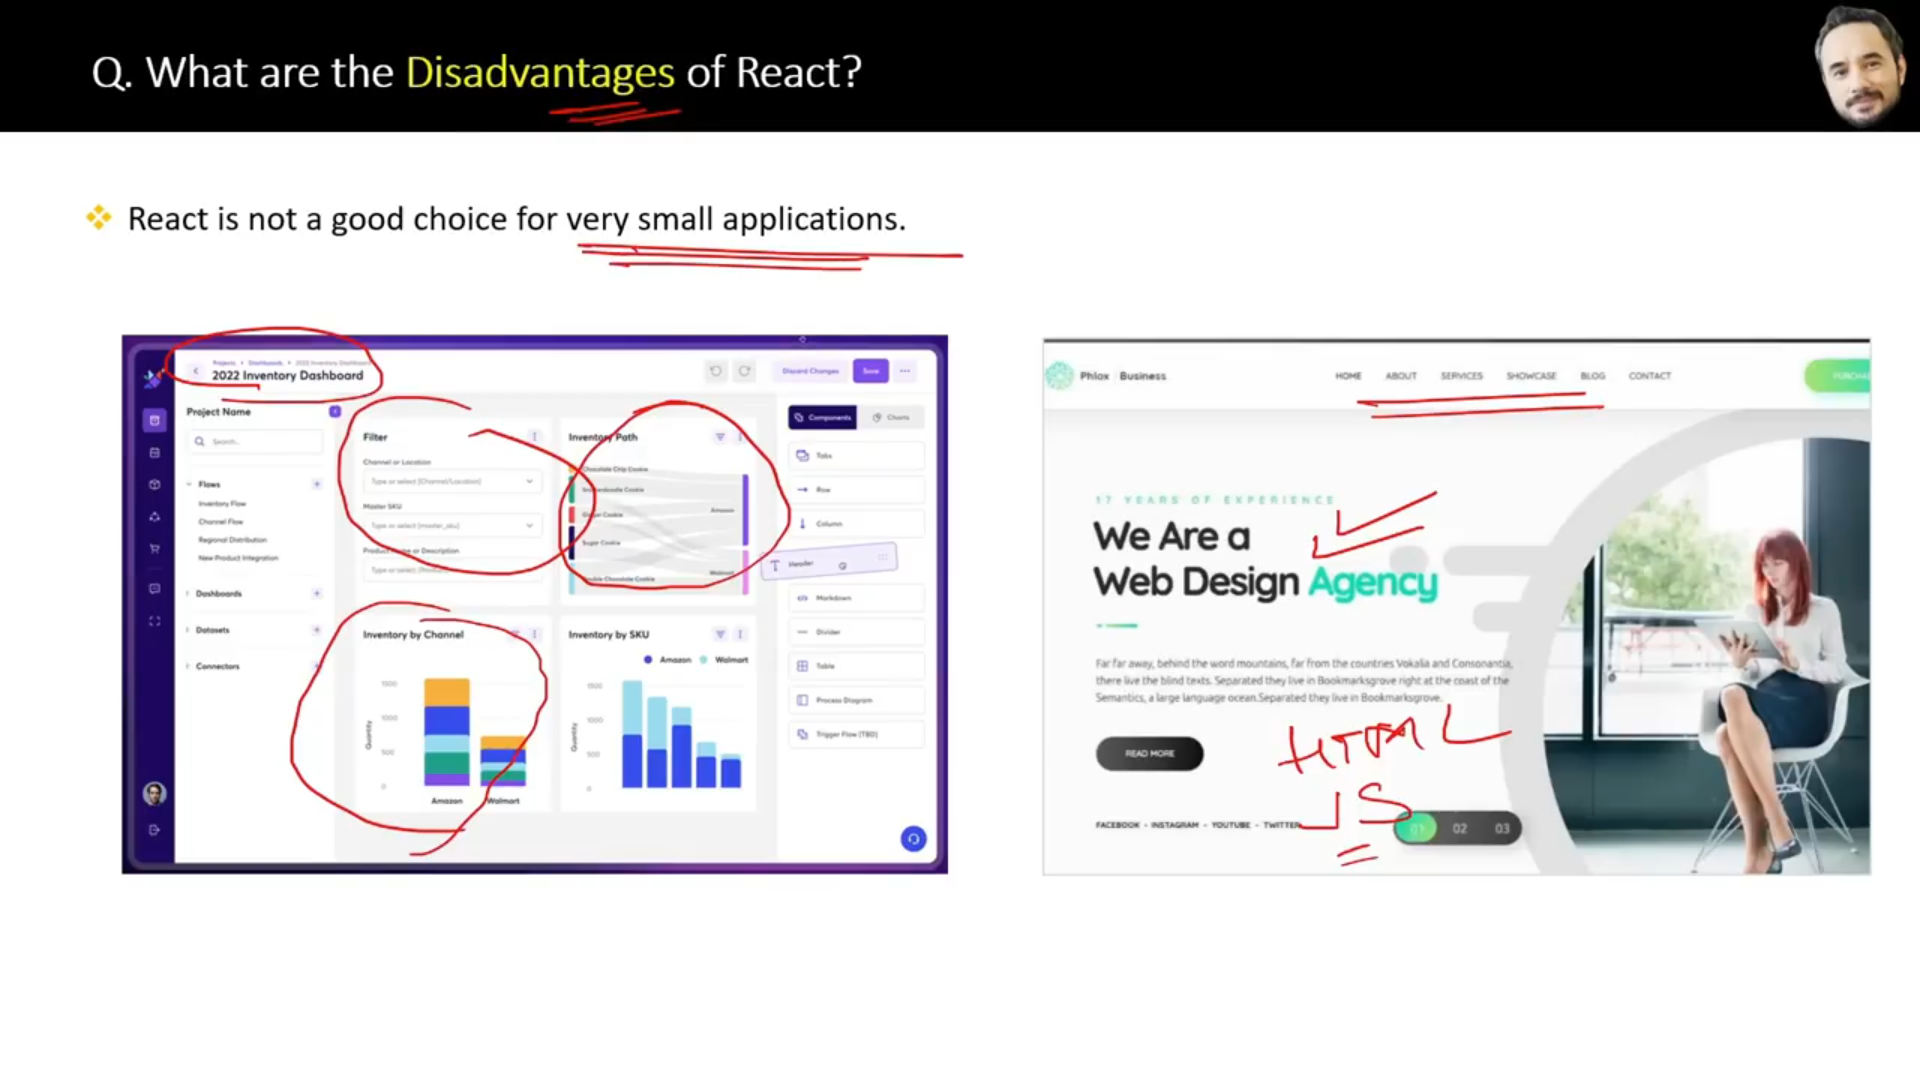 Q. What are the Disadvantages of React?
React is not a good choice for very small applications.
Projects > Dashboards > 2022 Inventory Dashboard
2022 Inventory Dashboard
Discard Changes
Save
Project Name
Search...
Flows
Inventory Flow
Channel Flow
Regional Distribution
New Product Integration
Dashboards
Datasets
Connectors
Filter
Channel or Location
Type or select [Channel/Location]
Master SKU
Type or select [master_sku]
or Description
Type or select
Inventory Path
Chocolate Chip Cookie
Snickerdoodle Cookie
Cookie
Sugar Cookie
Double Chocolate Cookie
Amazon
Walmart
Inventory by Channel
Quantity
1500
1000
500
0
Amazon
Walmart
Inventory by SKU
Amazon
Walmart
Quantity
1500
1000
500
0
Components
Charts
Tabs
Row
Column
Header
Markdown
Divider
Table
Process Diagram
Trigger Flow (TBD)
Phlox Business
HOME ABOUT SERVICES SHOWCASE BLOG CONTACT
17 YEARS OF EXPERIENCE
We Are a
Web Design Agency
Far far away, behind the word mountains, far from the countries Vokalia and Consonantia,
there live the blind texts. Separated they live in Bookmarksgrove right at the coast of the
Semantics, a large language ocean.Separated they live in Bookmarksgrove.
READ MORE
HTML
JS
FACEBOOK - INSTAGRAM - YOUTUBE - TWITTER
01 02 03